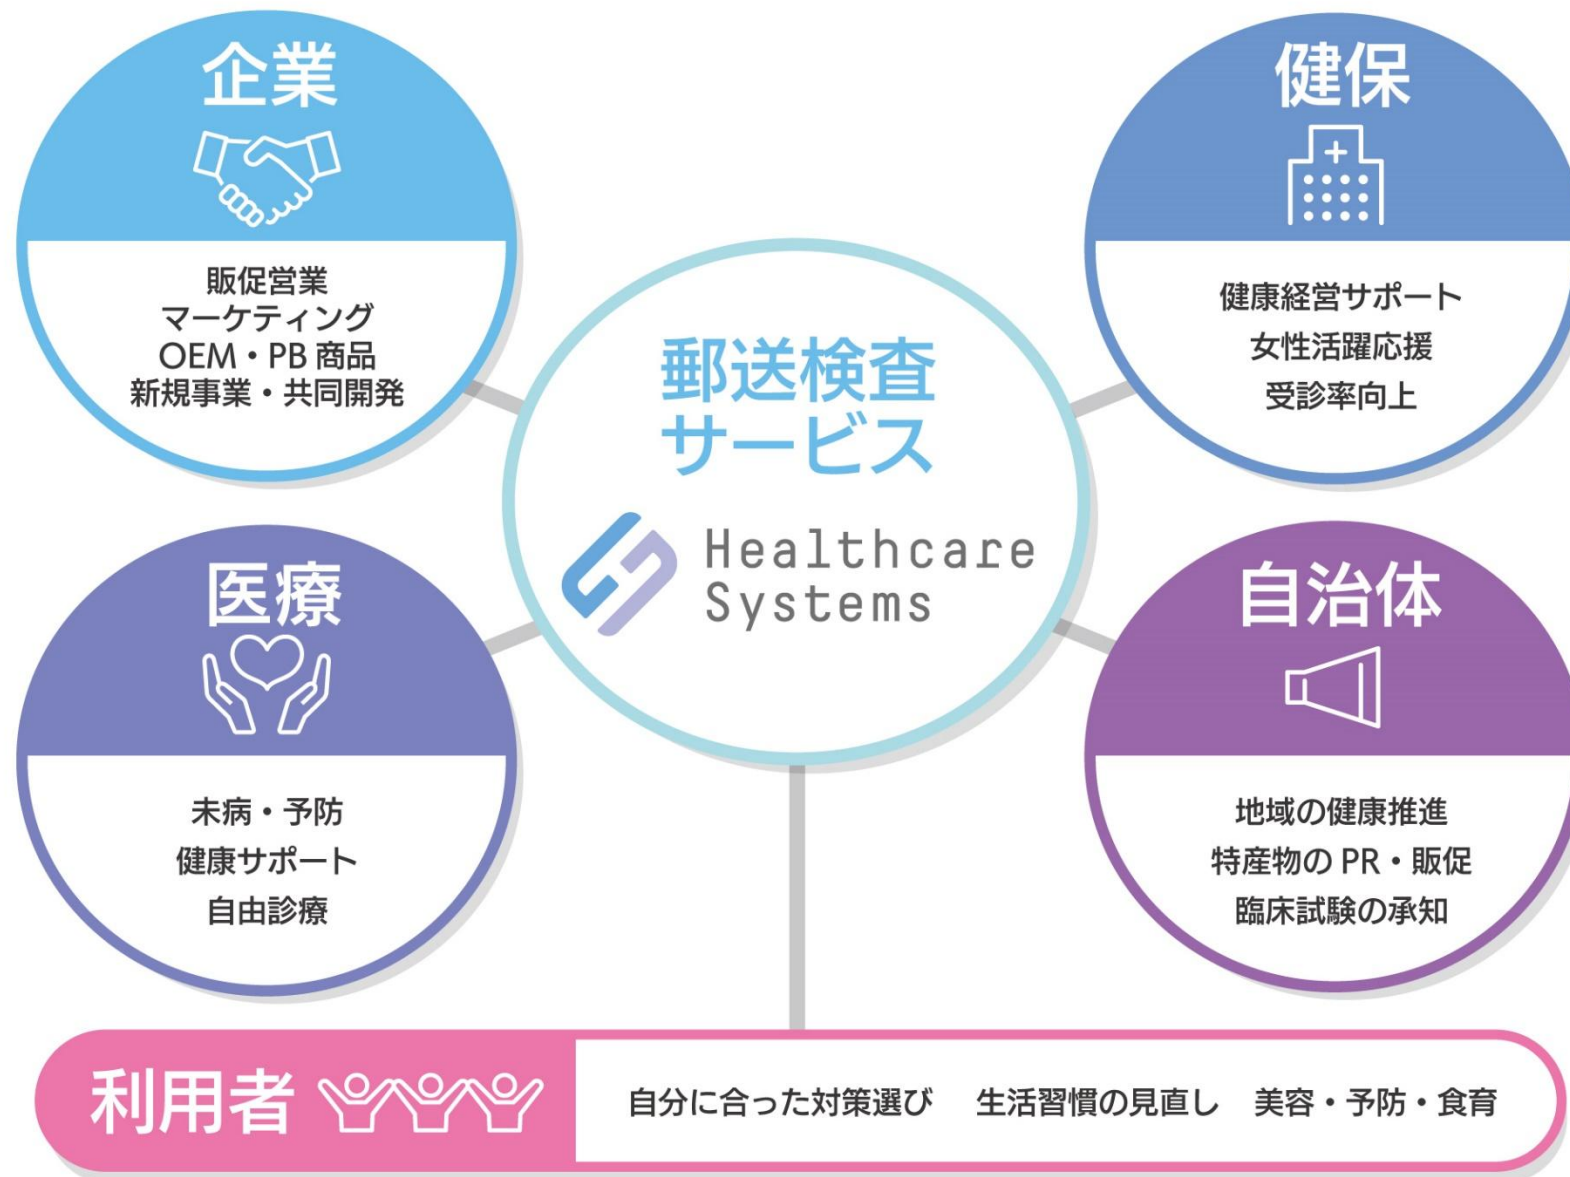 企業
販促営業
マーケティング
OEM・PB 商品
新規事業・共同開発
健保
健康経営サポート
女性活躍応援
受診率向上
郵送検査
サービス
Healthcare
Systems
医療
未病・予防
健康サポート
自由診療
自治体
地域の健康推進
特産物の PR・販促
臨床試験の承知
利用者
自分に合った対策選び 生活習慣の見直し 美容・予防・食育